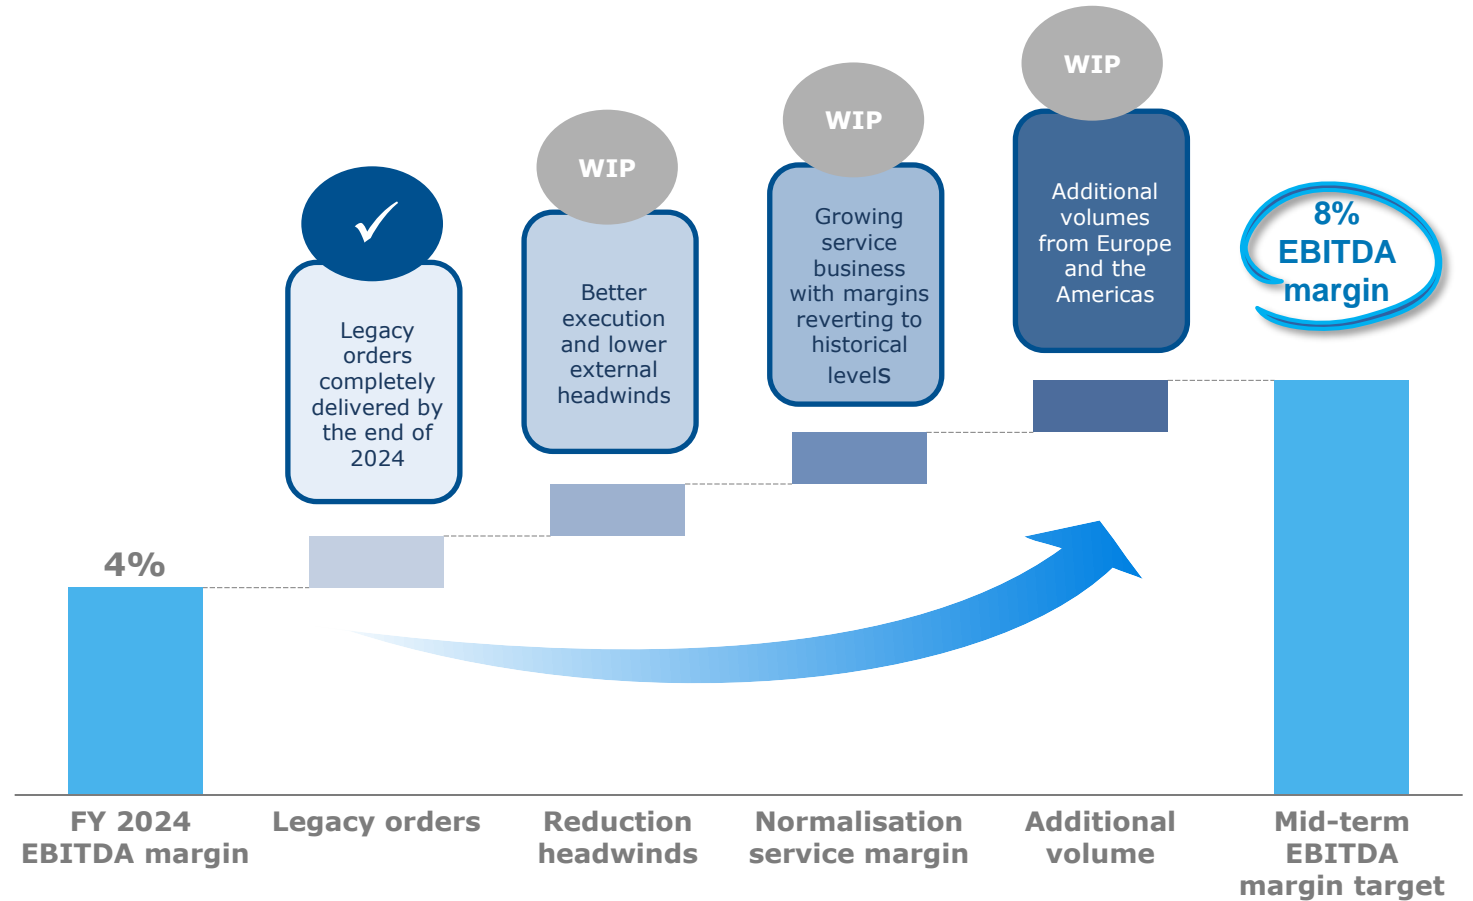 WIP
WIP
WIP
WIP
✓
Legacy
orders
completely
delivered by
the end of
2024
Better
execution
and lower
external
headwinds
Growing
service
business
with margins
reverting to
historical
levels
Additional
volumes
from Europe
and the
Americas
8%
EBITDA
margin
4%
FY 2024
EBITDA margin
Legacy orders
Reduction
headwinds
Normalisation
service margin
Additional
volume
Mid-term
EBITDA
margin target